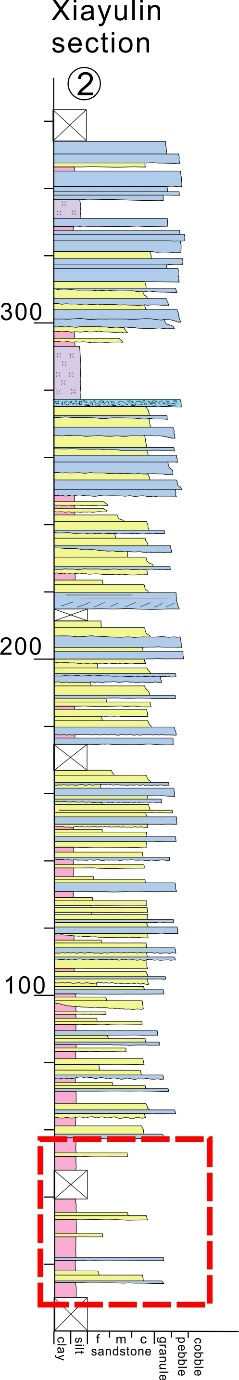 Xiayulin
section
2
300
200
100
clay
silt
f m c
sandstone
granule
pebble
cobble